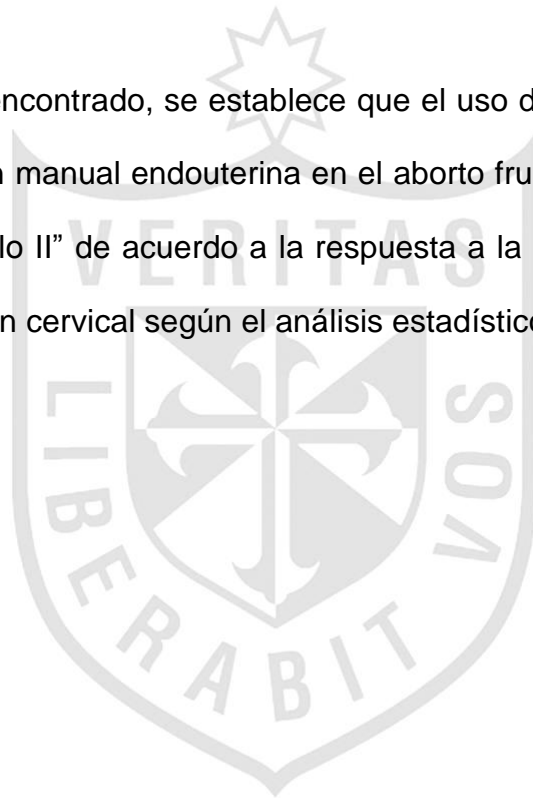 encontrado, se establece que el uso d
n manual endouterina en el aborto fru
lo II” de acuerdo a la respuesta a la
n cervical según el análisis estadístico
VERITAS
LIBERABIT VOS